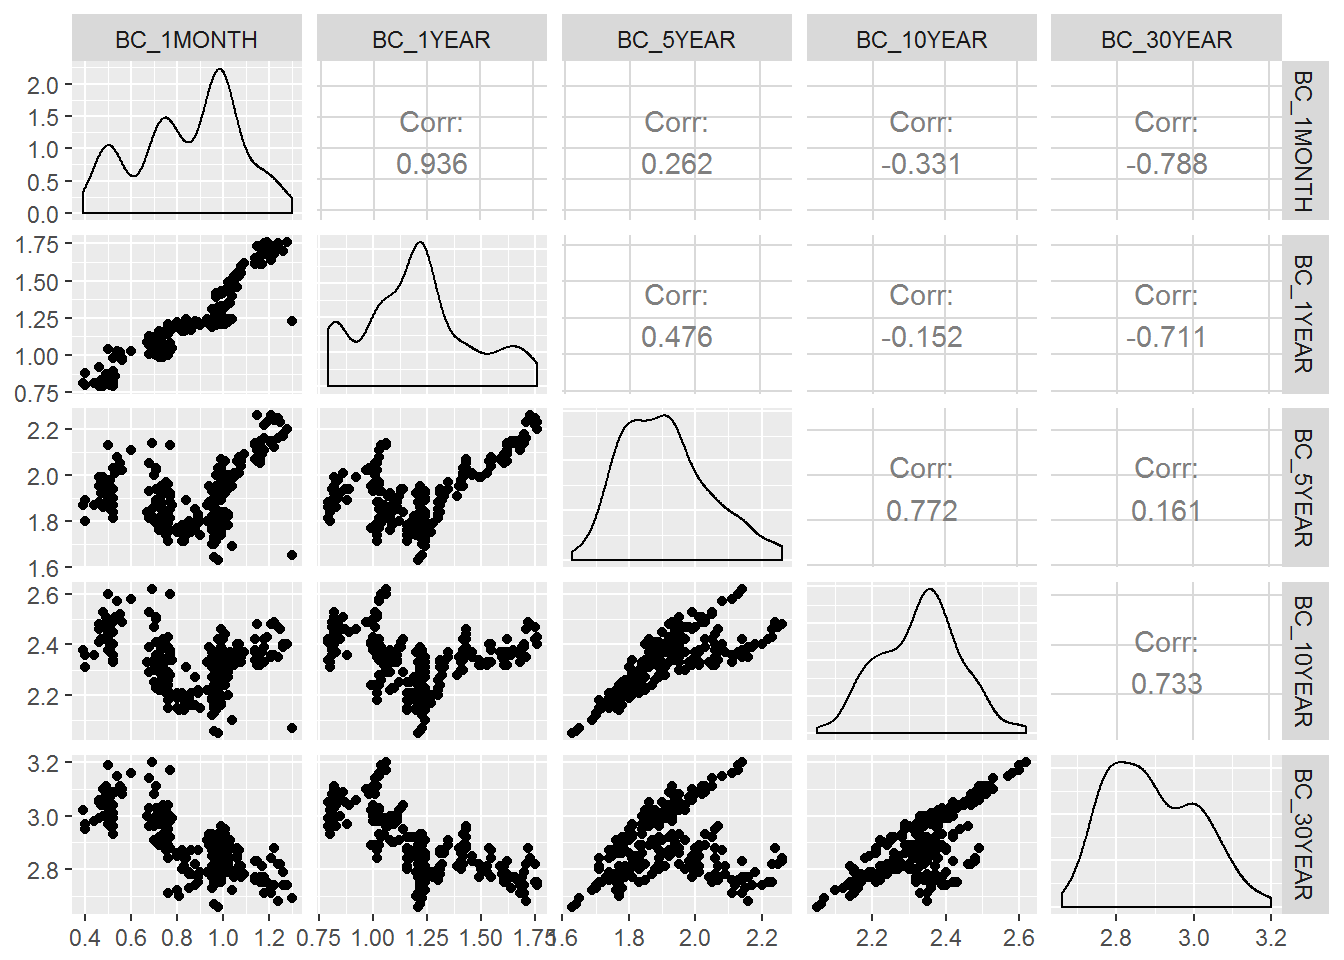 BC_1MONTH BC_1YEAR BC_5YEAR BC_10YEAR BC_30YEAR
2.0
1.5
1.0
0.5
0.0
Corr:
0.936
Corr:
0.262
Corr:
-0.331
Corr:
-0.788
BC_1MONTH
1.75
1.50
1.25
1.00
0.75
Corr:
0.476
Corr:
-0.152
Corr:
-0.711
BC_1YEAR
2.2
2.0
1.8
1.6
Corr:
0.772
Corr:
0.161
BC_5YEAR
2.6
2.4
2.2
Corr:
0.733
BC_10YEAR
3.2
3.0
2.8
BC_30YEAR
0.4 0.6 0.8 1.0 1.2 0.75 1.00 1.25 1.50 1.75 1.6 1.8 2.0 2.2 2.2 2.4 2.6 2.8 3.0 3.2